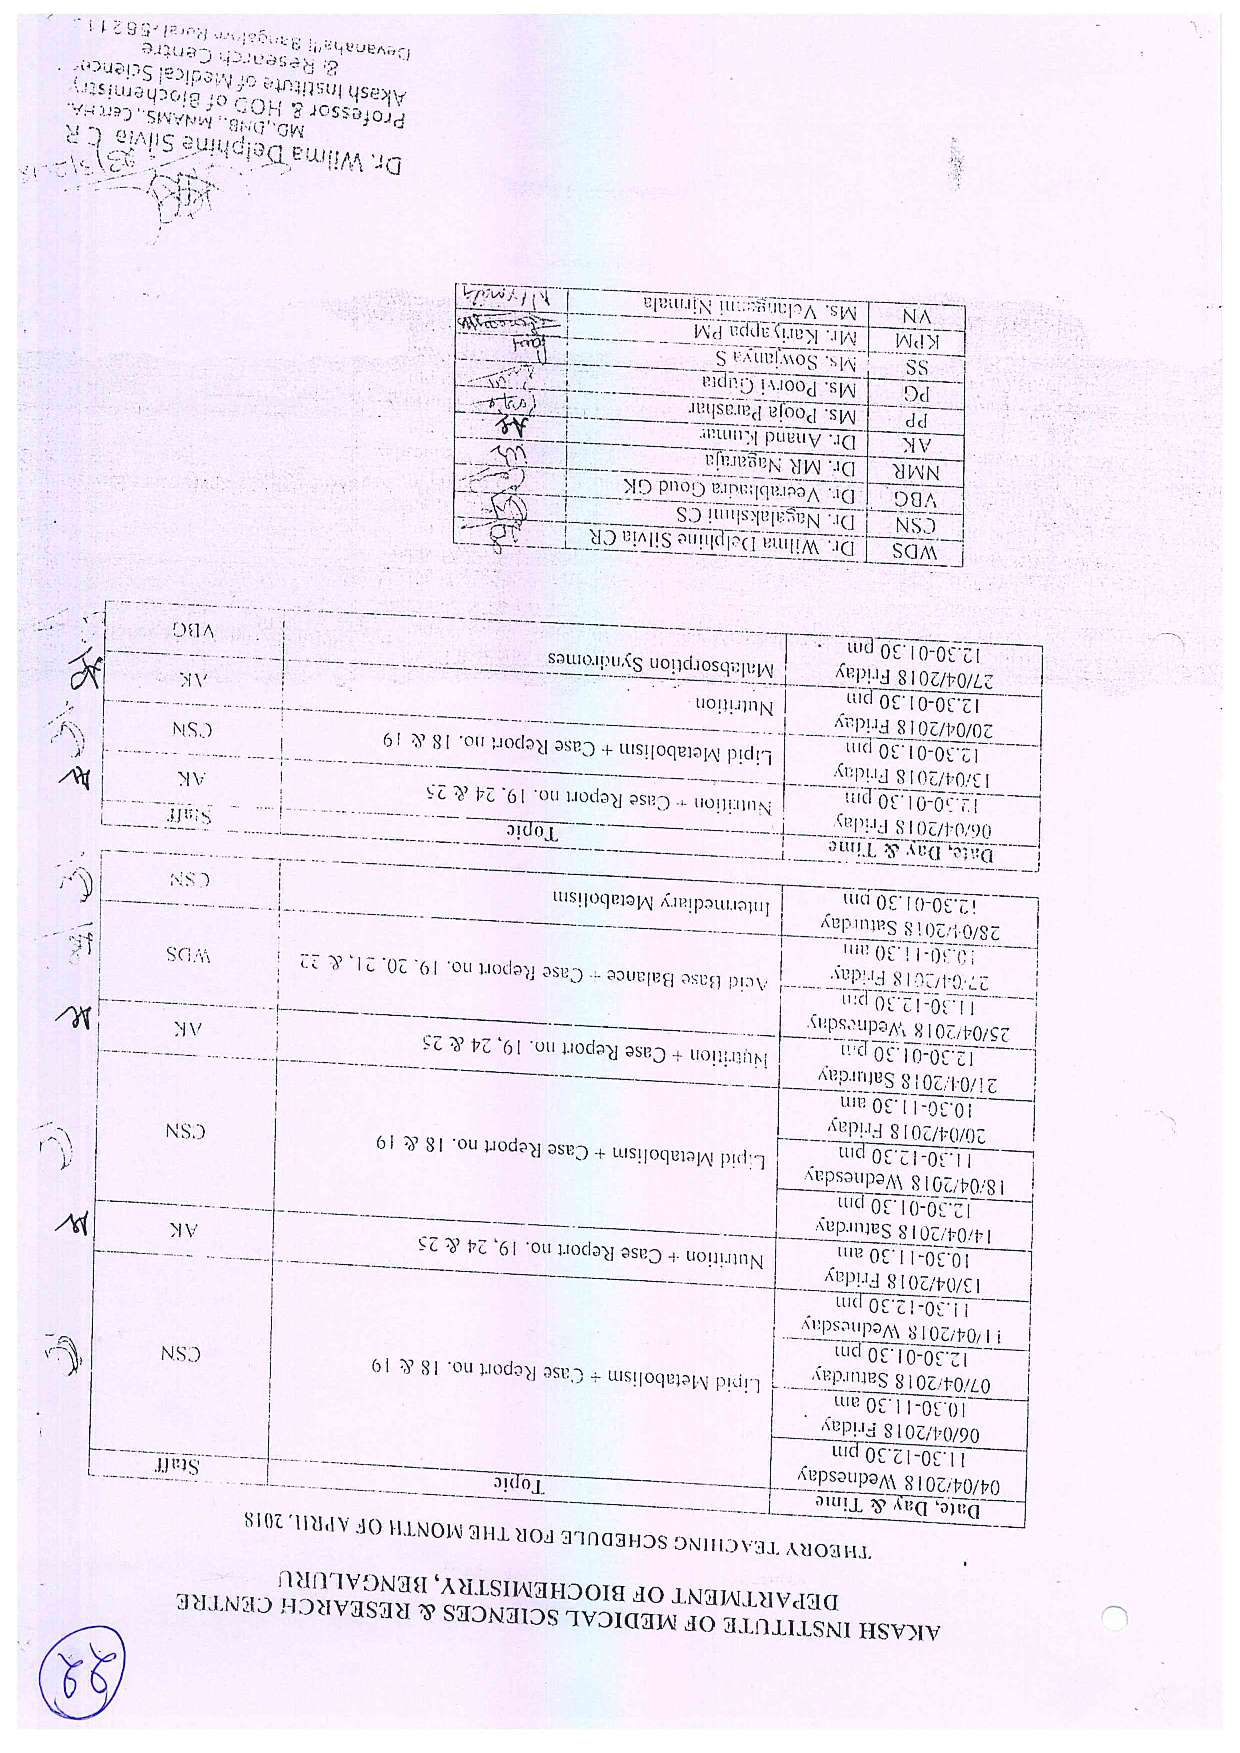 22
AKASH INSTITUTE OF MEDICAL SCIENCES & RESEARCH CENTRE
DEPARTMENT OF BIOCHEMISTRY, BENGALURU
THEORY TEACHING SCHEDULE FOR THE MONTH OF APRIL 2018
Date, Day & Time Topic Staff
04/04/2018 Wednesday
11.30-12.30 pm
06/04/2018 Friday
10.30-11.30 am
07/04/2018 Saturday
12.30-01.30 pm
11/04/2018 Wednesday
11.30-12.30 pm
Lipid Metabolism + Case Report no. 18 & 19 CSN
13/04/2018 Friday
10.30-11.30 am
Nutrition + Case Report no. 19, 24 & 25 AK
14/04/2018 Saturday
12.30-01.30 pm
18/04/2018 Wednesday
11.30-12.30 pm
20/04/2018 Friday
10.30-11.30 am
Lipid Metabolism + Case Report no. 18 & 19 CSN
21/04/2018 Saturday
12.30-01.30 pm
Nutrition + Case Report no. 19, 24 & 25 AK
25/04/2018 Wednesday
11.30-12.30 pm
27/04/2018 Friday
10.30-11.30 am
Acid Base Balance + Case Report no. 19. 20. 21, & 22 WDS
28/04/2018 Saturday
12.30-01.30 pm
Intermediary Metabolism CSN
Date, Day & Time Topic Staff
06/04/2018 Friday
12.30-01.30 pm
Nutrition + Case Report no. 19. 24 & 25 AK
13/04/2018 Friday
12.30-01.30 pm
Lipid Metabolism + Case Report no. 18 & 19 CSN
20/04/2018 Friday
12.30-01.30 pm
Nutrition AK
27/04/2018 Friday
12.30-01.30 pm
Malabsorption Syndromes VBG
WDS Dr. Wilma Delphine Silvia CR
CSN Dr. Nagalakshmi CS
VBG Dr. Veerabhadra Goud GK
NMR Dr. MR Nagaraja
AK Dr. Anand Kumar
PP Ms. Pooja Parashar
PG Ms. Poorvi Gupta
SS Ms. Sowjanya S
KPM Mr. Kariyappa PM
VN Ms. Velanganni Nirmala
Dr. Wilma Delphine Silvia C R
MD., DNB., MNAMS., Cert.HA.
Professor & HOD of Biochemistry
Akash Institute of Medical Science
& Research Centre
Devanahalli Bangalore Rural-56211